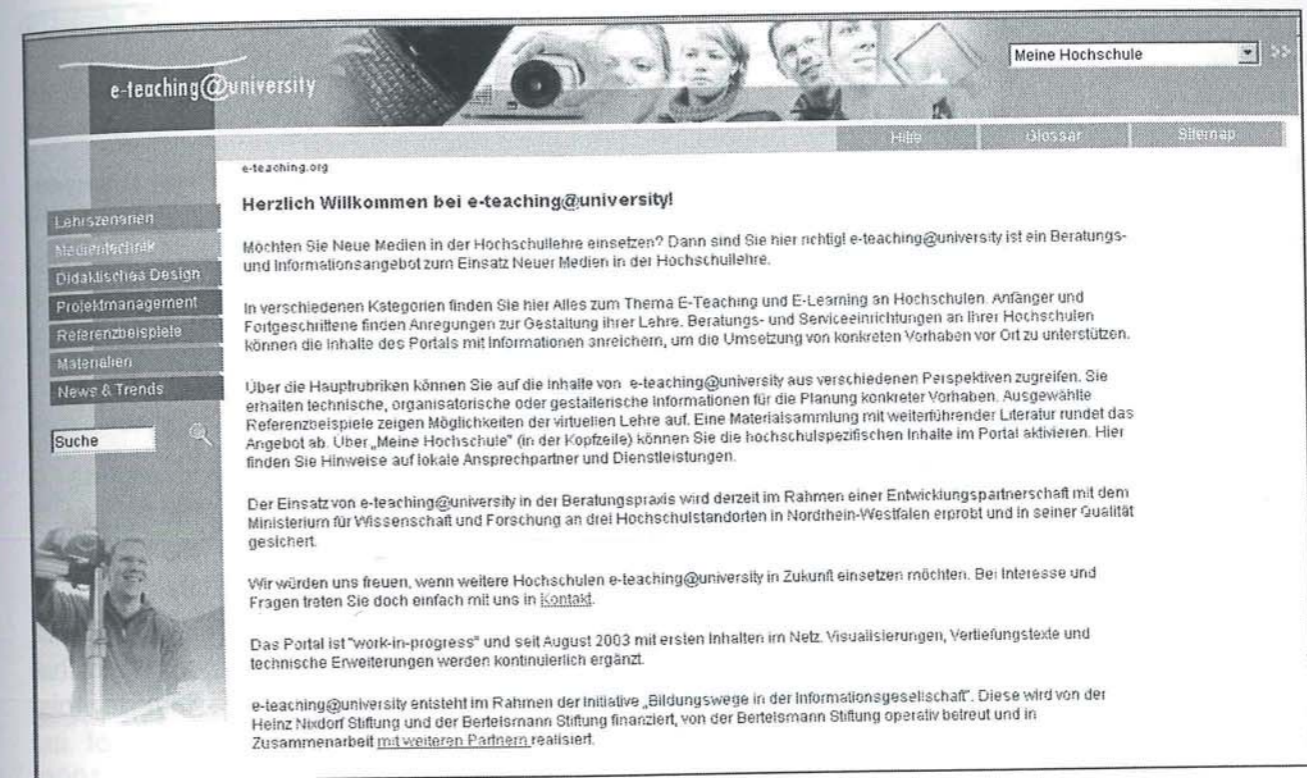 e-teaching@university
Meine Hochschule
Hilfe
Glossar
Sitemap
e-teaching.org
Herzlich Willkommen bei e-teaching@university!
Lehrszenarien
Medientechnik
Didaktisches Design
Projektmanagement
Referenzbeispiele
Materialien
News & Trends
Suche
Möchten Sie Neue Medien in der Hochschullehre einsetzen? Dann sind Sie hier richtig! e-teaching@university ist ein Beratungs-
und Informationsangebot zum Einsatz Neuer Medien in der Hochschullehre.
In verschiedenen Kategorien finden Sie hier Alles zum Thema E-Teaching und E-Learning an Hochschulen. Anfänger und
Fortgeschrittene finden Anregungen zur Gestaltung ihrer Lehre. Beratungs- und Serviceeinrichtungen an Ihrer Hochschulen
können die Inhalte des Portals mit Informationen anreichern, um die Umsetzung von konkreten Vorhaben vor Ort zu unterstützen.
Über die Hauptrubriken können Sie auf die Inhalte von e-teaching@university aus verschiedenen Perspektiven zugreifen. Sie
erhalten technische, organisatorische oder gestalterische Informationen für die Planung konkreter Vorhaben. Ausgewählte
Referenzbeispiele zeigen Möglichkeiten der virtuellen Lehre auf. Eine Materialsammlung mit weiterführender Literatur rundet das
Angebot ab. Über „Meine Hochschule" (in der Kopfzeile) können Sie die hochschulspezifischen Inhalte im Portal aktivieren. Hier
finden Sie Hinweise auf lokale Ansprechpartner und Dienstleistungen.
Der Einsatz von e-teaching@university in der Beratungspraxis wird derzeit im Rahmen einer Entwicklungspartnerschaft mit dem
Ministerium für Wissenschaft und Forschung an drei Hochschulstandorten in Nordrhein-Westfalen erprobt und in seiner Qualität
gesichert.
Wir würden uns freuen, wenn weitere Hochschulen e-teaching@university in Zukunft einsetzen möchten. Bei Interesse und
Fragen treten Sie doch einfach mit uns in Kontakt.
Das Portal ist "work-in-progress" und seit August 2003 mit ersten Inhalten im Netz. Visualisierungen, Vertiefungstexte und
technische Erweiterungen werden kontinuierlich ergänzt.
e-teaching@university entsteht im Rahmen der Initiative „Bildungswege in der Informationsgesellschaft". Diese wird von der
Heinz Nixdorf Stiftung und der Bertelsmann Stiftung finanziert, von der Bertelsmann Stiftung operativ betreut und in
Zusammenarbeit mit weiteren Partnern realisiert.